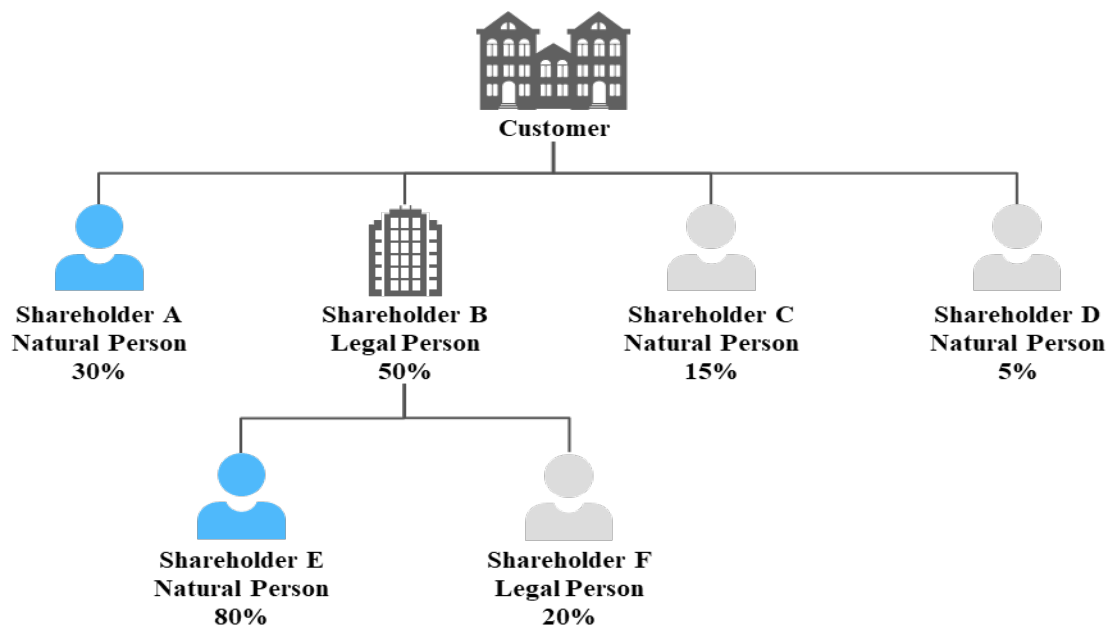 Customer
Shareholder A
Natural Person
30%
Shareholder B
Legal Person
50%
Shareholder C
Natural Person
15%
Shareholder D
Natural Person
5%
Shareholder E
Natural Person
80%
Shareholder F
Legal Person
20%